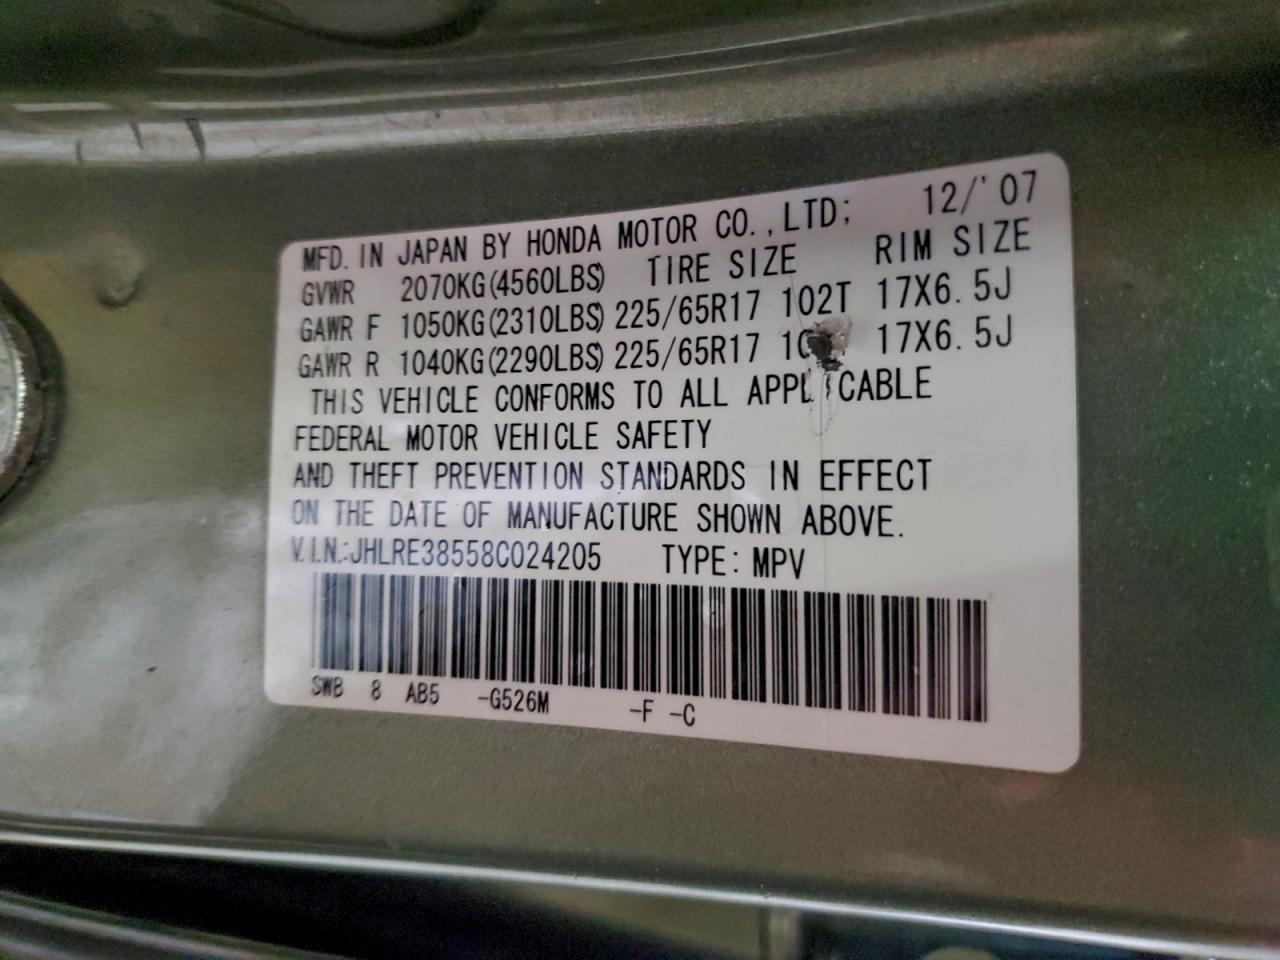 MFD. IN JAPAN BY HONDA MOTOR CO., LTD; 12/'07
GVWR 2070KG(4560LBS) TIRE SIZE RIM SIZE
GAWR F 1050KG(2310LBS) 225/65R17 102T 17X6.5J
GAWR R 1040KG(2290LBS) 225/65R17 17X6.5J
THIS VEHICLE CONFORMS TO ALL APPLICABLE
FEDERAL MOTOR VEHICLE SAFETY
AND THEFT PREVENTION STANDARDS IN EFFECT
ON THE DATE OF MANUFACTURE SHOWN ABOVE.
V.I.N.:JHLRE38558C024205 TYPE: MPV
SWB 8 AB5 -G526M -F -C